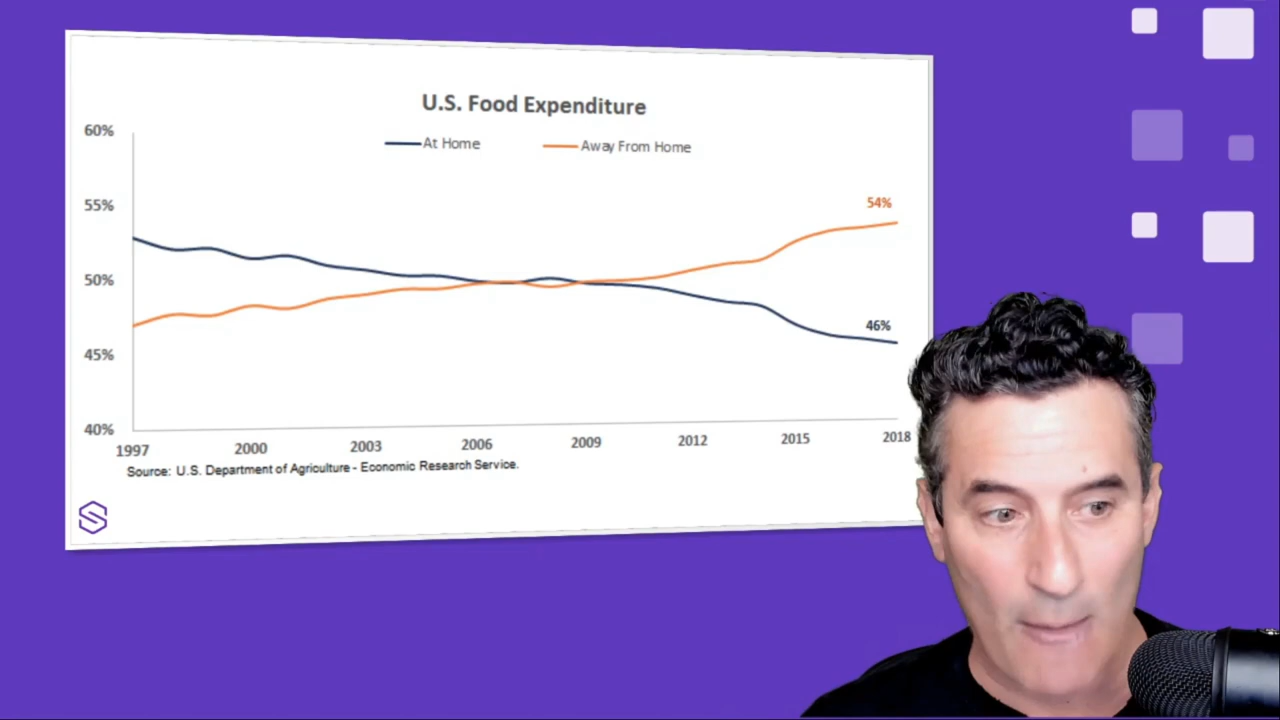 U.S. Food Expenditure
At Home Away From Home
60%
55%
50%
45%
40%
54%
46%
1997 2000 2003 2006 2009 2012 2015 2018
Source: U.S. Department of Agriculture - Economic Research Service.